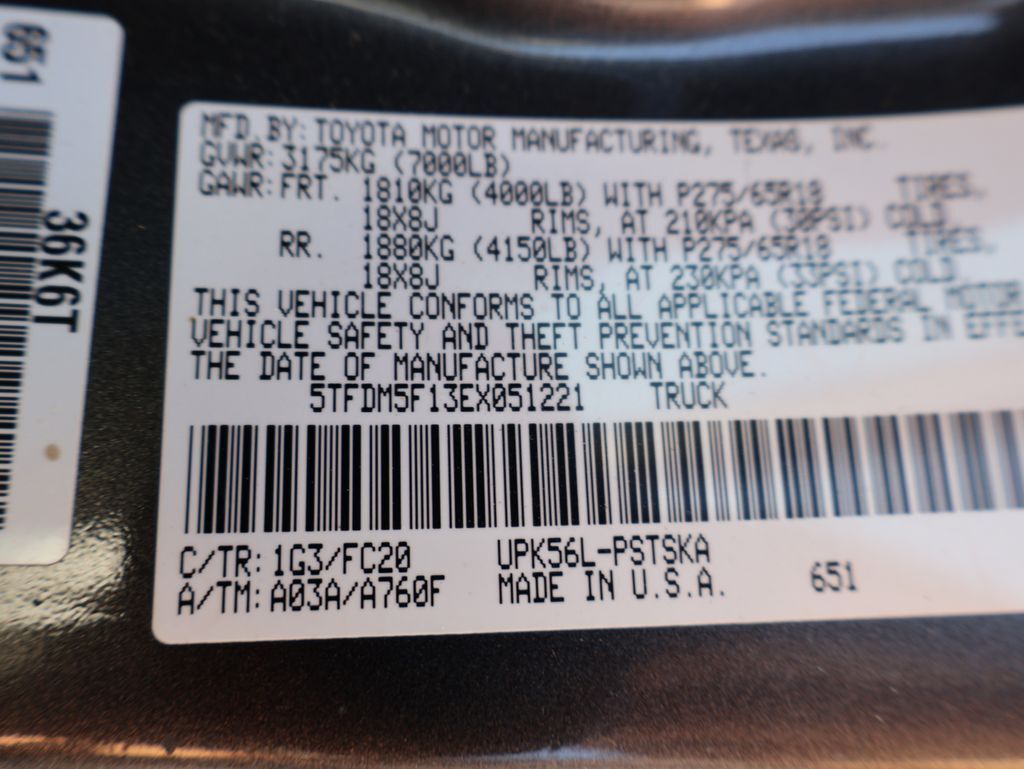 651
36K6T
MFD. BY: TOYOTA MOTOR MANUFACTURING, TEXAS, INC.
GVWR: 3175KG (7000LB)
GAWR: FRT. 1810KG (4000LB) WITH P275/65R18 TIRES,
18X8J RIMS, AT 210KPA (30PSI) COLD
RR. 1880KG (4150LB) WITH P275/65R18 TIRES,
18X8J RIMS, AT 230KPA (33PSI) COLD
THIS VEHICLE CONFORMS TO ALL APPLICABLE FEDERAL MOTOR
VEHICLE SAFETY AND THEFT PREVENTION STANDARDS IN EFFE
THE DATE OF MANUFACTURE SHOWN ABOVE.
5TFDM5F13EX051221 TRUCK
C/TR: 1G3/FC20 UPK56L-PSTSKA
A/TM: A03A/A760F MADE IN U.S.A. 651